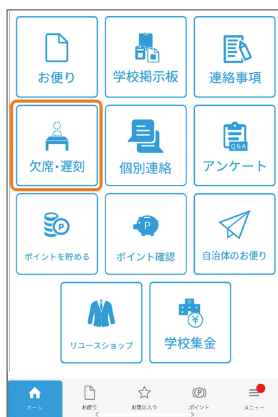 お便り
学校掲示板
連絡事項
欠席・遅刻
個別連絡
Q&A
アンケート
P
ポイントを貯める
P
ポイント確認
自治体のお便り
リユースショップ
¥
学校集金
P
ホーム
お便り
お気に入り
ポイント
メニュー